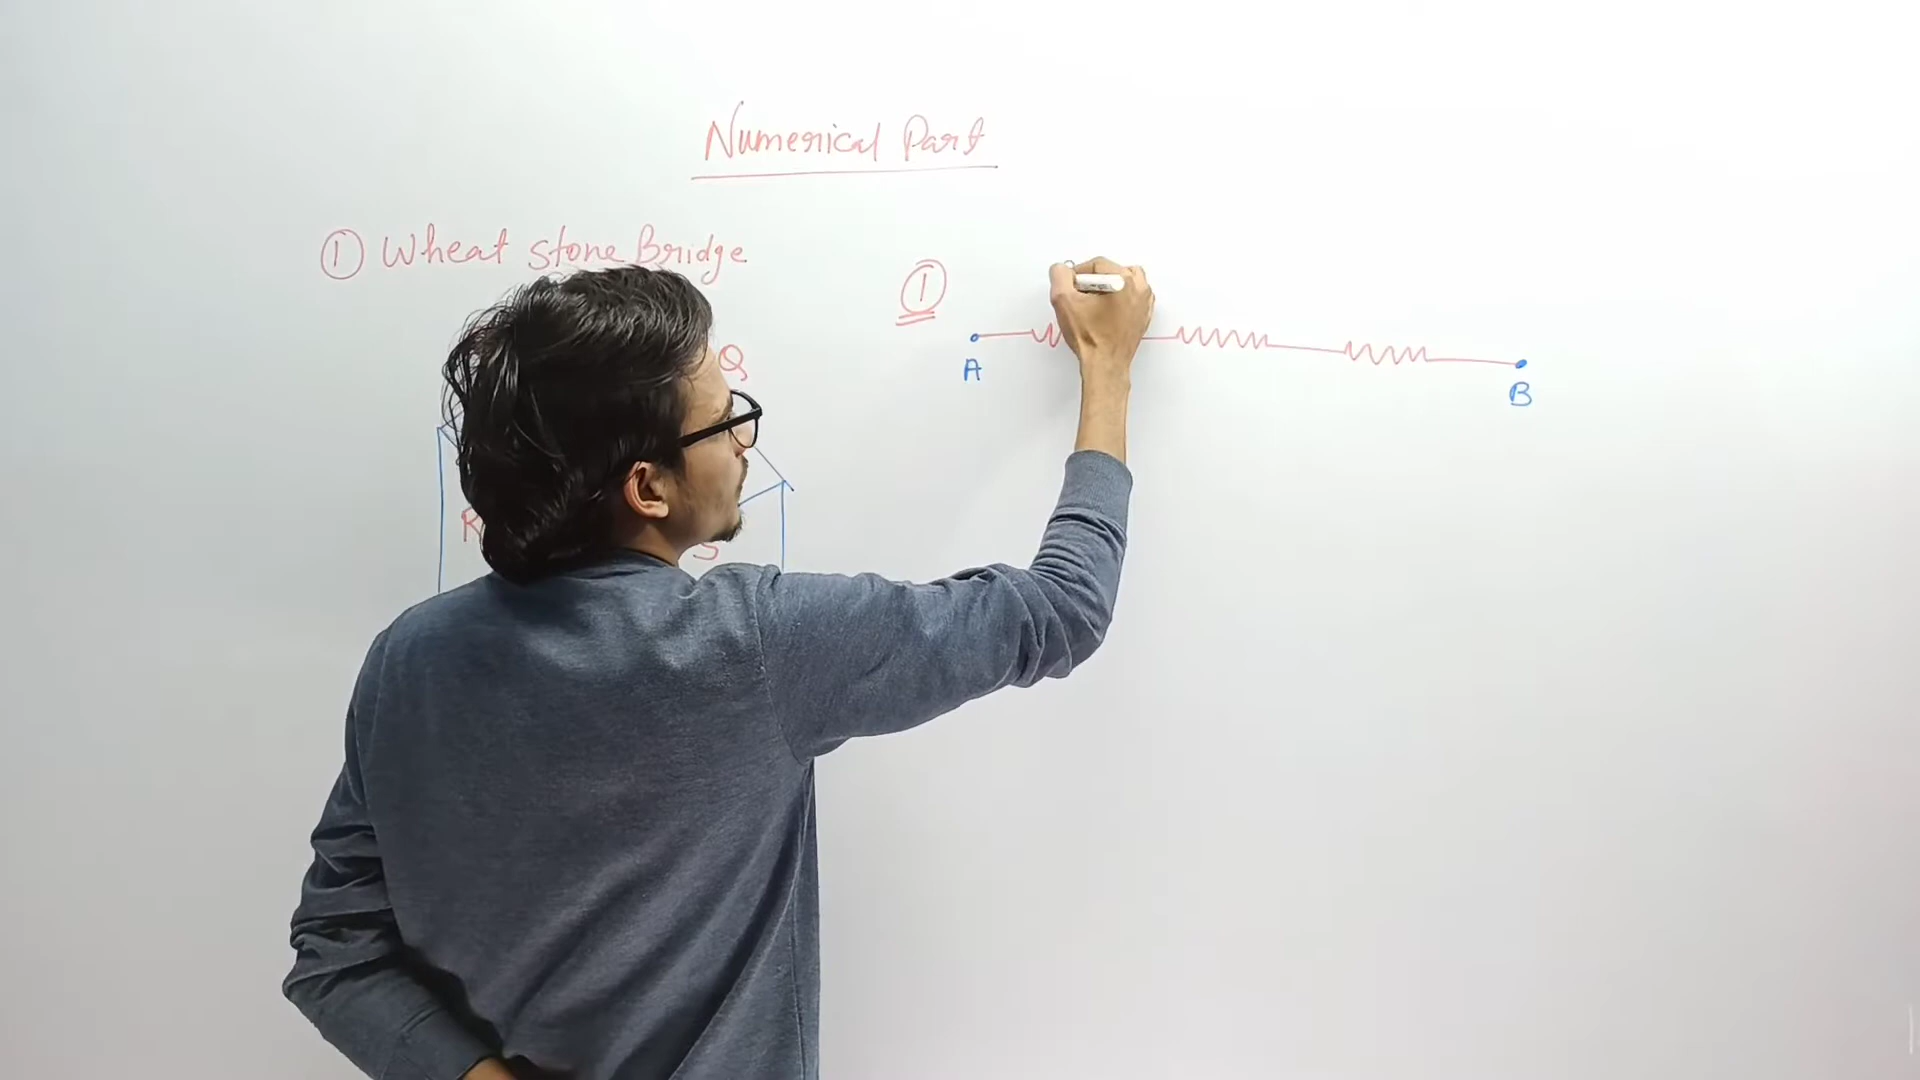 Numerical Part
① Wheat stone Bridge
①
Q
A
B
R
S